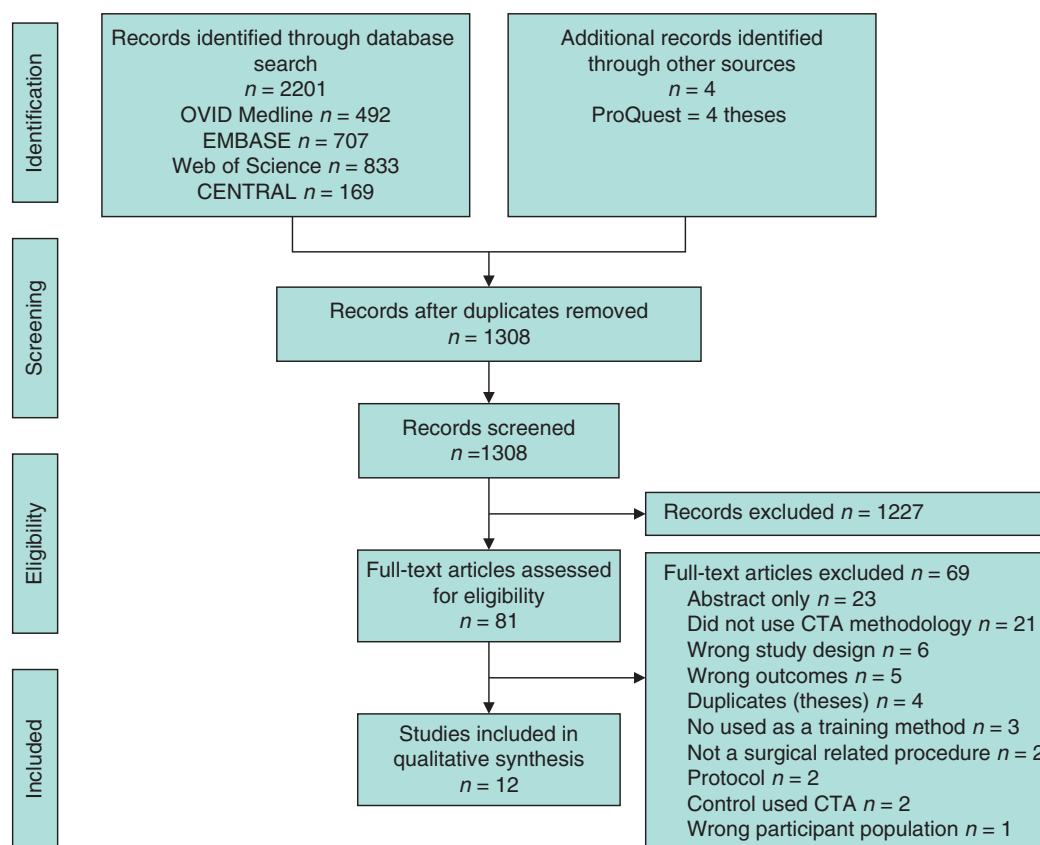 Identification
Records identified through database
search
n = 2201
OVID Medline n = 492
EMBASE n = 707
Web of Science n = 833
CENTRAL n = 169
Additional records identified
through other sources
n = 4
ProQuest = 4 theses
Screening
Records after duplicates removed
n = 1308
Records screened
n =1308
Eligibility
Records excluded n = 1227
Full-text articles assessed
for eligibility
n = 81
Full-text articles excluded n = 69
Abstract only n = 23
Did not use CTA methodology n = 21
Wrong study design n = 6
Wrong outcomes n = 5
Duplicates (theses) n = 4
No used as a training method n = 3
Not a surgical related procedure n = 2
Protocol n = 2
Control used CTA n = 2
Wrong participant population n = 1
Included
Studies included in
qualitative synthesis
n = 12